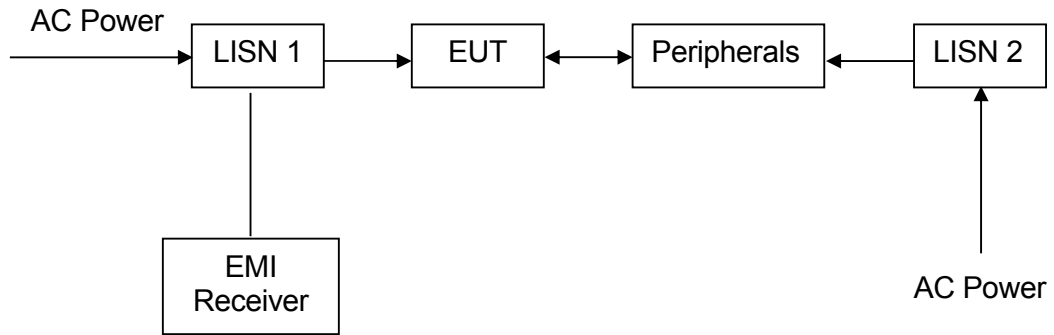 AC Power
LISN 1
EUT
Peripherals
LISN 2
EMI
Receiver
AC Power